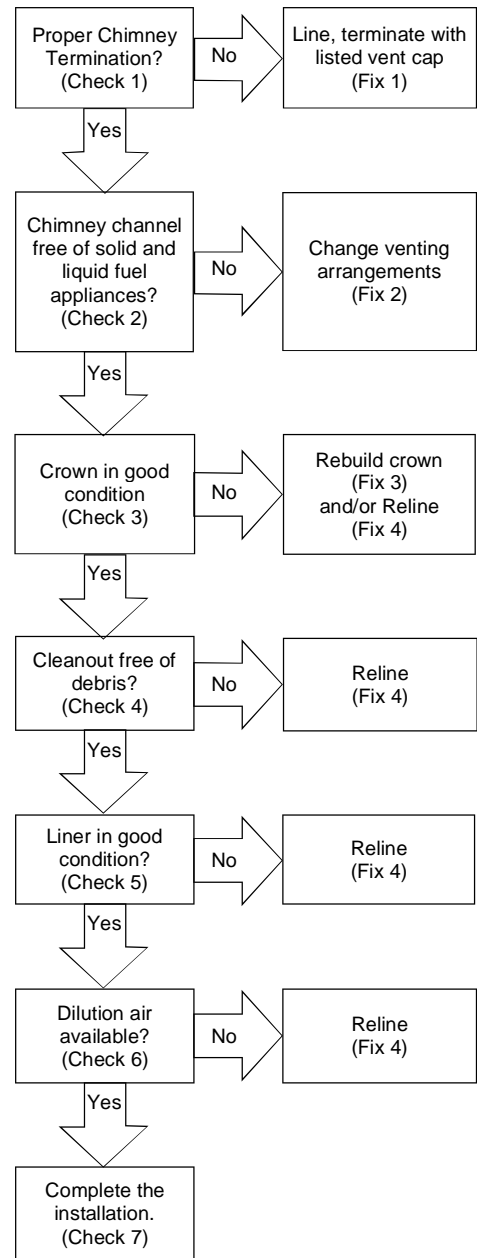 Proper Chimney
Termination?
(Check 1)
No
Line, terminate with
listed vent cap
(Fix 1)
Yes
Chimney channel
free of solid and
liquid fuel
appliances?
(Check 2)
No
Change venting
arrangements
(Fix 2)
Yes
Crown in good
condition
(Check 3)
No
Rebuild crown
(Fix 3)
and/or Reline
(Fix 4)
Yes
Cleanout free of
debris?
(Check 4)
No
Reline
(Fix 4)
Yes
Liner in good
condition?
(Check 5)
No
Reline
(Fix 4)
Yes
Dilution air
available?
(Check 6)
No
Reline
(Fix 4)
Yes
Complete the
installation.
(Check 7)